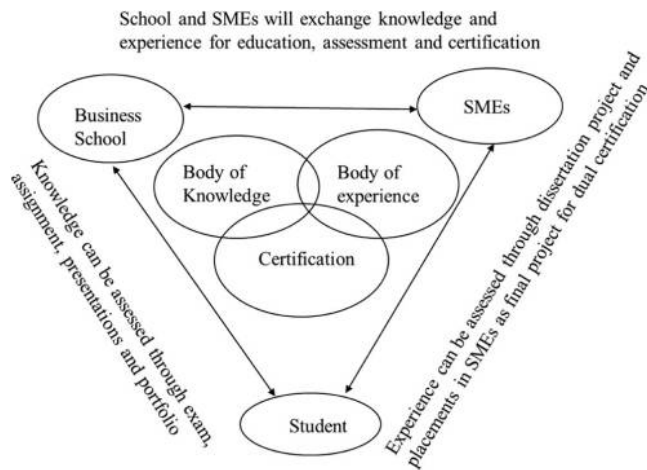 School and SMEs will exchange knowledge and
experience for education, assessment and certification
Business
School
SMEs
Body of
Knowledge
Body of
experience
Certification
Student
Knowledge can be assessed through exam,
assignment, presentations and portfolio
Experience can be assessed through dissertation project and
placements in SMEs as final project for dual certification